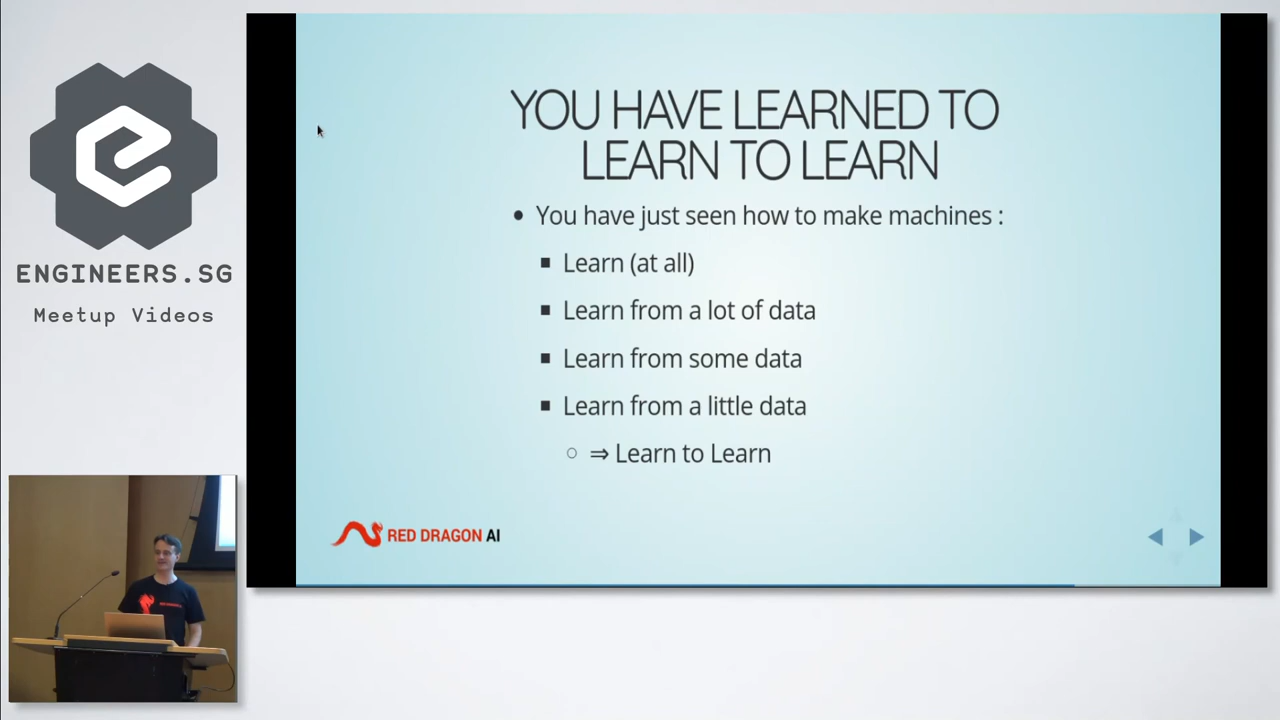 ENGINEERS.SG
Meetup Videos
YOU HAVE LEARNED TO
LEARN TO LEARN
• You have just seen how to make machines :
▪ Learn (at all)
▪ Learn from a lot of data
▪ Learn from some data
▪ Learn from a little data
○ ⇒ Learn to Learn
RED DRAGON AI